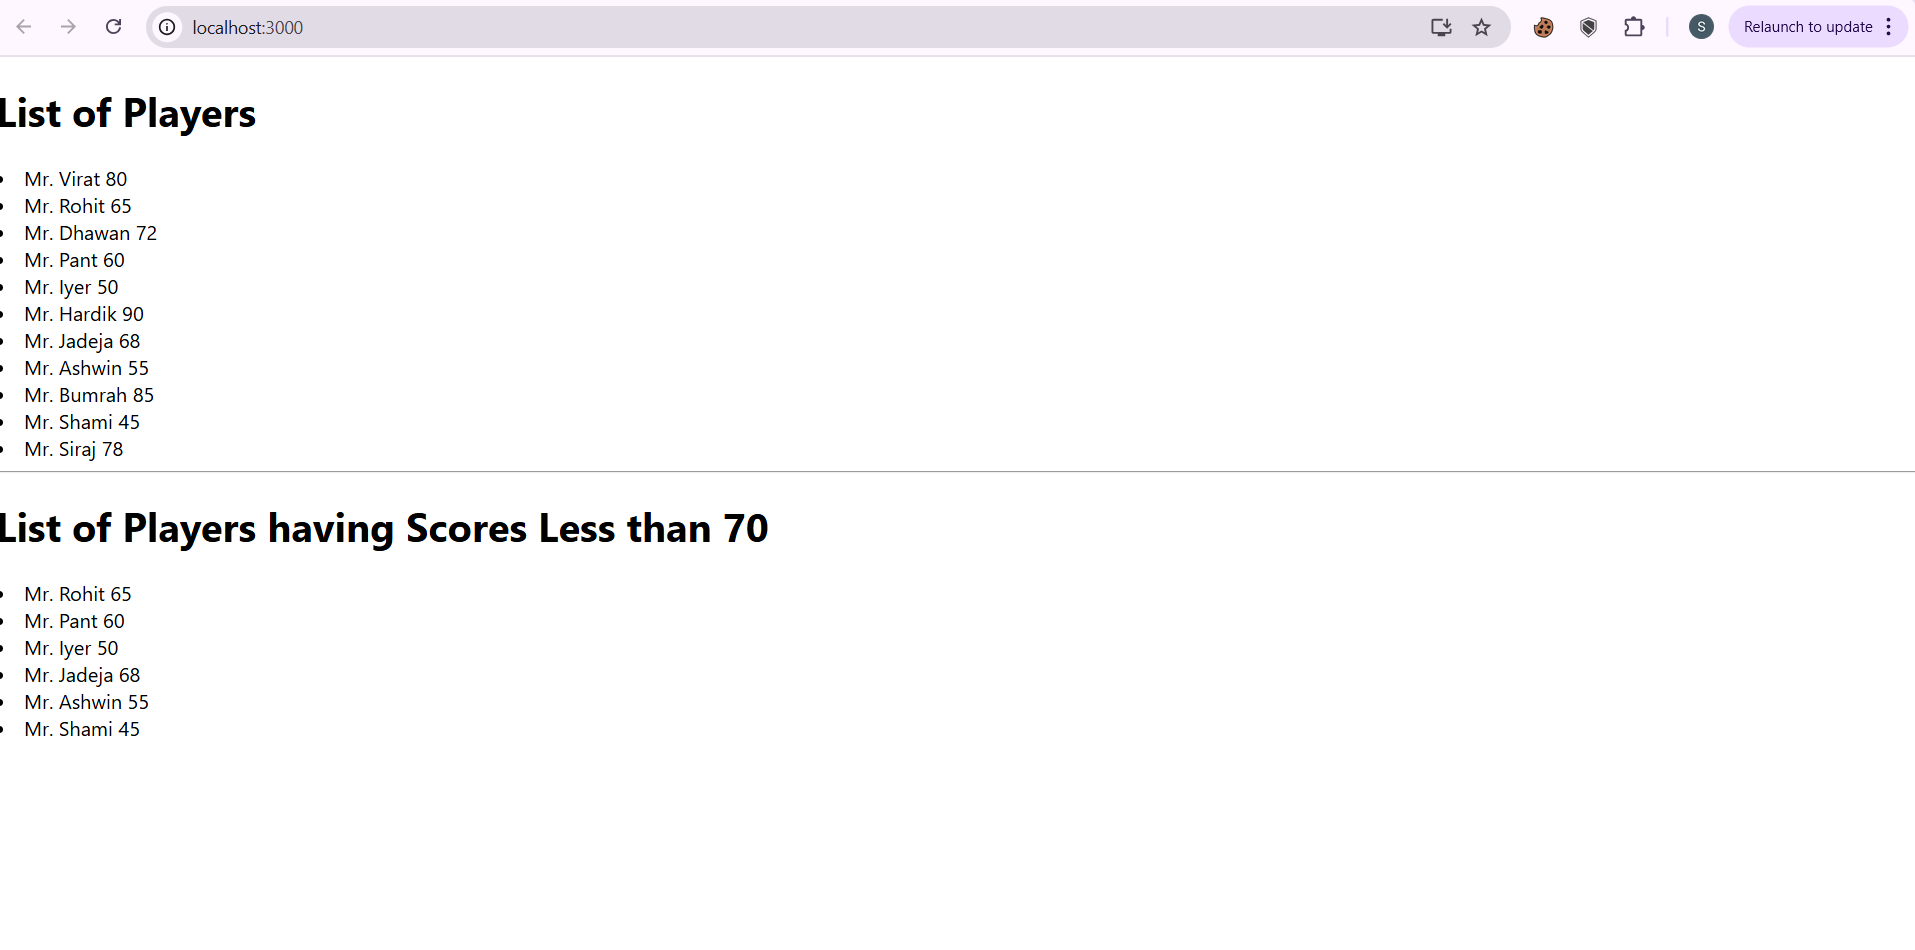 localhost:3000
S
Relaunch to update
List of Players
Mr. Virat 80
Mr. Rohit 65
Mr. Dhawan 72
Mr. Pant 60
Mr. Iyer 50
Mr. Hardik 90
Mr. Jadeja 68
Mr. Ashwin 55
Mr. Bumrah 85
Mr. Shami 45
Mr. Siraj 78
List of Players having Scores Less than 70
Mr. Rohit 65
Mr. Pant 60
Mr. Iyer 50
Mr. Jadeja 68
Mr. Ashwin 55
Mr. Shami 45